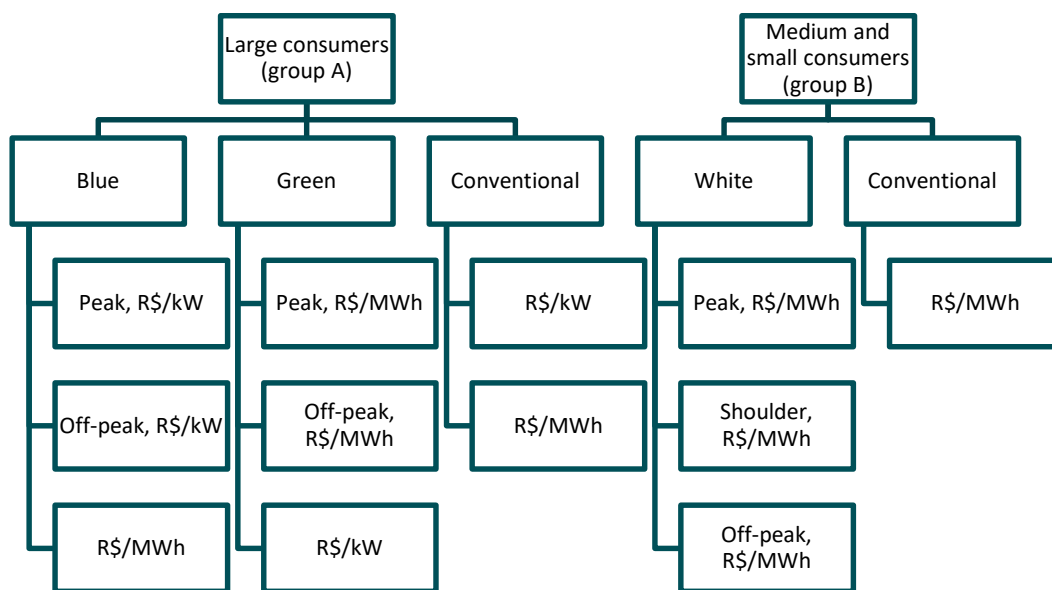 Large consumers
(group A)
Medium and
small consumers
(group B)
Blue
Green
Conventional
White
Conventional
Peak, R$/kW
Peak, R$/MWh
R$/kW
Peak, R$/MWh
R$/MWh
Off-peak, R$/kW
Off-peak,
R$/MWh
R$/MWh
Shoulder,
R$/MWh
R$/MWh
R$/kW
Off-peak,
R$/MWh